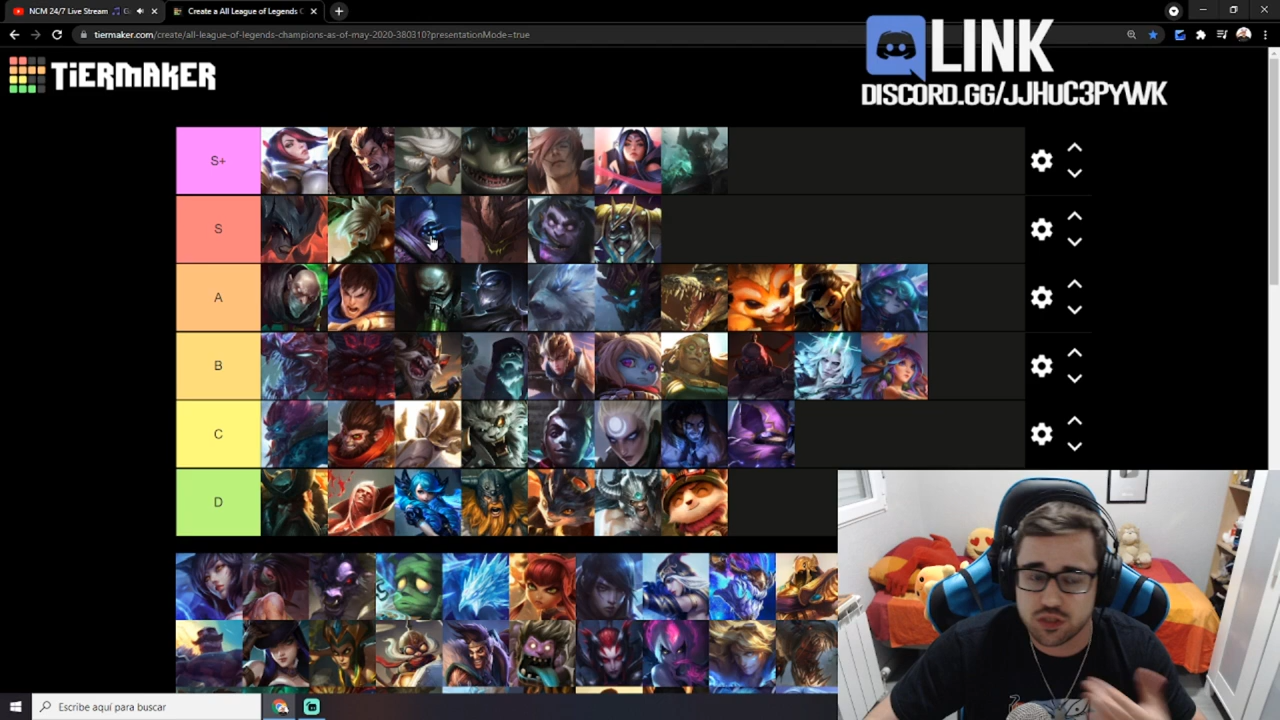 NCM 24/7 Live Stream
Create a All League of Legends C
tiermaker.com/create/all-league-of-legends-champions-as-of-may-2020-380310?presentationMode=true
LINK
DISCORD.GG/JJHUC3PYWK
TiERMAKER
S+
S
A
B
C
D
Escribe aquí para buscar